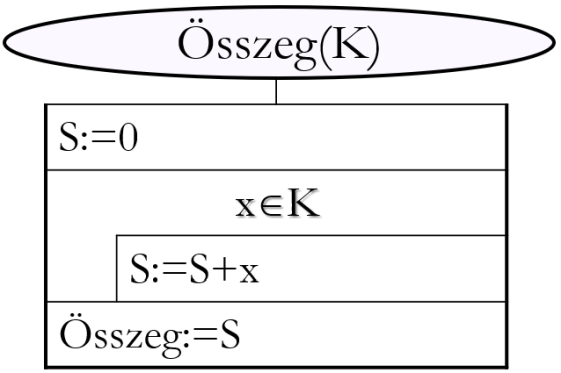 Összeg(K)
S:=0
x∈K
S:=S+x
Összeg:=S